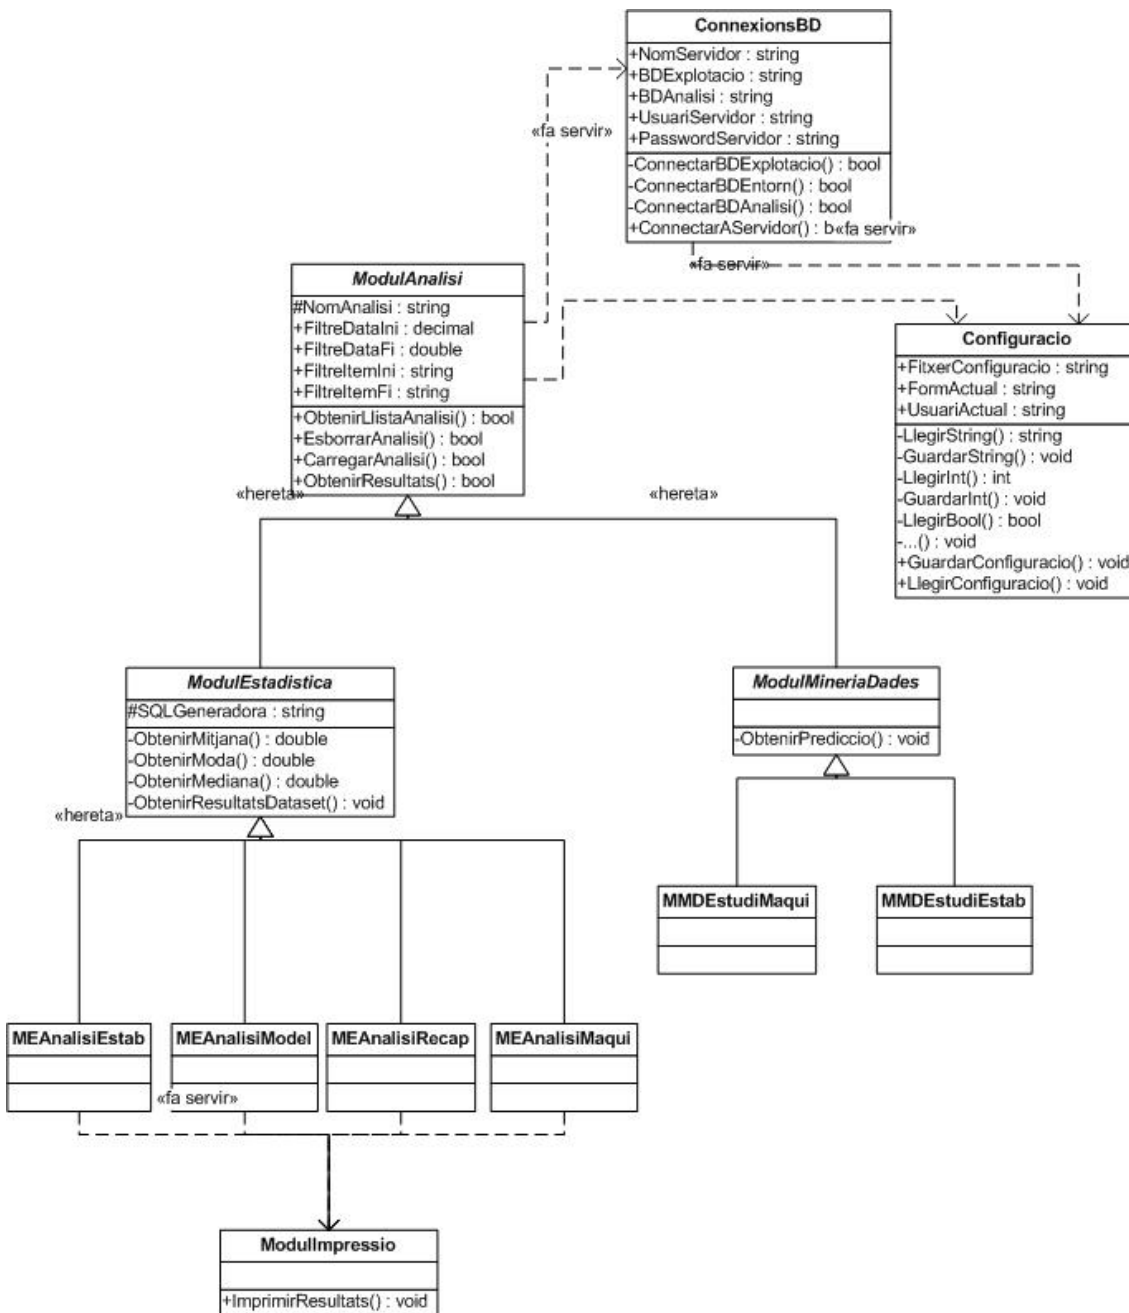 ConnexionsBD
+NomServidor : string
+BDExplotacio : string
+BDAnalisi : string
+UsuariServidor : string
+PasswordServidor : string
-ConnectarBDExplotacio() : bool
-ConnectarBDEntorn() : bool
-ConnectarBDAnalisi() : bool
+ConnectarAServidor() : b
«fa servir»
«fa servir»
«fa servir»
ModulAnalisi
#NomAnalisi : string
+FiltreDataIni : decimal
+FiltreDataFi : double
+FiltreItemIni : string
+FiltreItemFi : string
+ObtenirLlistaAnalisi() : bool
+EsborrarAnalisi() : bool
+CarregarAnalisi() : bool
+ObtenirResultats() : bool
Configuracio
+FitxerConfiguracio : string
+FormActual : string
+UsuariActual : string
-LlegirString() : string
-GuardarString() : void
-LlegirInt() : int
-GuardarInt() : void
-LlegirBool() : bool
-...() : void
+GuardarConfiguracio() : void
+LlegirConfiguracio() : void
«hereta»
«hereta»
ModulEstadistica
#SQLGeneradora : string
-ObtenirMitjana() : double
-ObtenirModa() : double
-ObtenirMediana() : double
-ObtenirResultatsDataset() : void
ModulMineriaDades
-ObtenirPrediccio() : void
«hereta»
MMDEstudiMaqui
MMDEstudiEstab
MEAnalisiEstab
MEAnalisiModel
MEAnalisiRecap
MEAnalisiMaqui
«fa servir»
ModulImpressio
+ImprimirResultats() : void